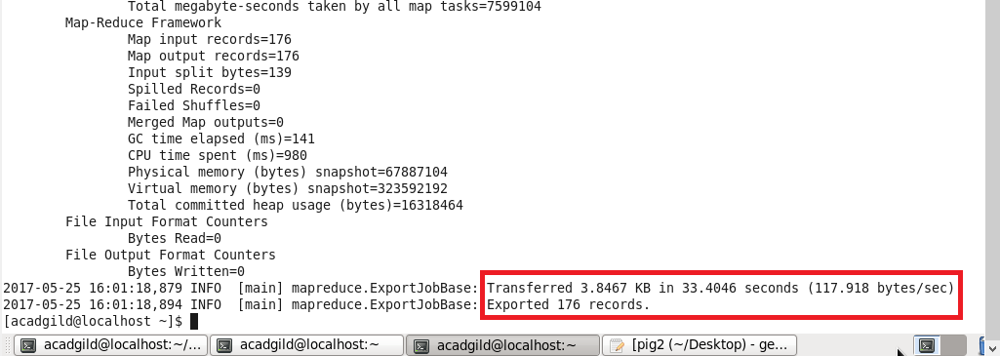 Total megabyte-seconds taken by all map tasks=7599104
Map-Reduce Framework
Map input records=176
Map output records=176
Input split bytes=139
Spilled Records=0
Failed Shuffles=0
Merged Map outputs=0
GC time elapsed (ms)=141
CPU time spent (ms)=980
Physical memory (bytes) snapshot=67887104
Virtual memory (bytes) snapshot=323592192
Total committed heap usage (bytes)=16318464
File Input Format Counters
Bytes Read=0
File Output Format Counters
Bytes Written=0
2017-05-25 16:01:18,879 INFO  [main] mapreduce.ExportJobBase: Transferred 3.8467 KB in 33.4046 seconds (117.918 bytes/sec)
2017-05-25 16:01:18,894 INFO  [main] mapreduce.ExportJobBase: Exported 176 records.
[acadgild@localhost ~]$
acadgild@localhost:~/... acadgild@localhost:~ acadgild@localhost:~ [pig2 (~/Desktop) - ge...